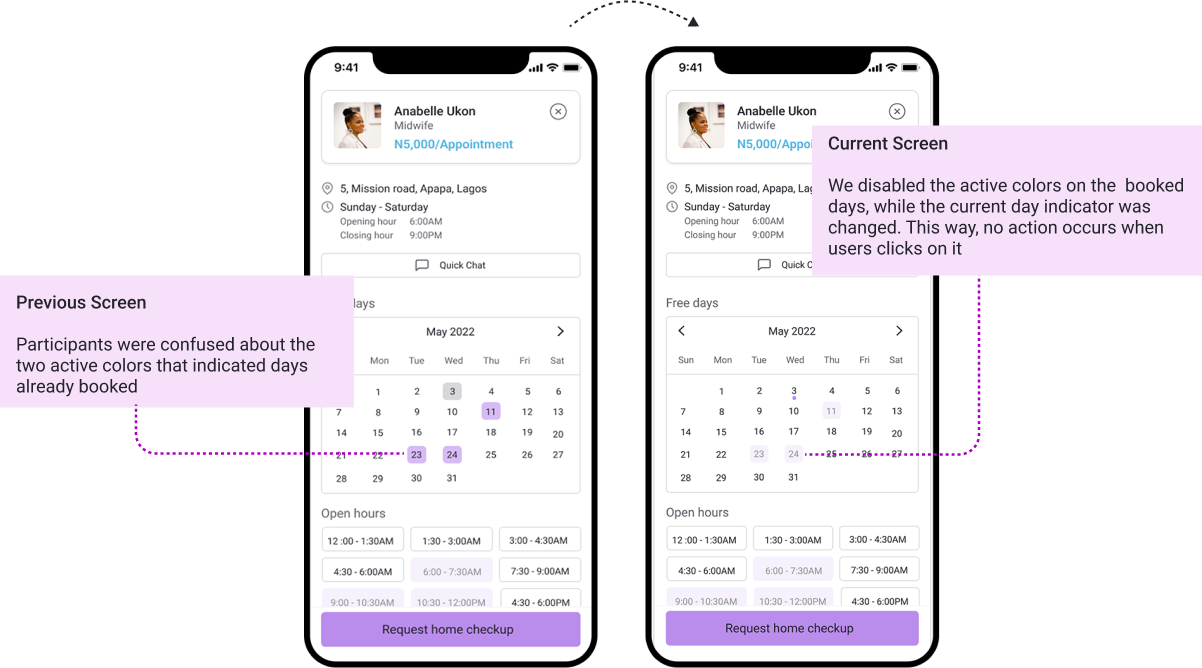 9:41
Anabelle Ukon
Midwife
N5,000/Appointment
5, Mission road, Apapa, Lagos
Sunday - Saturday
Opening hour 6:00AM
Closing hour 9:00PM
Quick Chat
days
May 2022
Mon Tue Wed Thu Fri Sat
1 2 3 4 5 6
7 8 9 10 11 12 13
14 15 16 17 18 19 20
21 22 23 24 25 26 27
28 29 30 31
Open hours
12 :00 - 1:30AM 1:30 - 3:00AM 3:00 - 4:30AM
4:30 - 6:00AM 6:00 - 7:30AM 7:30 - 9:00AM
9:00 - 10:30AM 10:30 - 12:00PM 4:30 - 6:00PM
Request home checkup
Previous Screen
Participants were confused about the
two active colors that indicated days
already booked
9:41
Anabelle Ukon
Midwife
N5,000/Appoi
5, Mission road, Apapa, Lag
Sunday - Saturday
Opening hour 6:00AM
Closing hour 9:00PM
Quick C
Free days
May 2022
Sun Mon Tue Wed Thu Fri Sat
1 2 3 4 5 6
7 8 9 10 11 12 13
14 15 16 17 18 19 20
21 22 23 24 25 26 27
28 29 30 31
Open hours
12 :00 - 1:30AM 1:30 - 3:00AM 3:00 - 4:30AM
4:30 - 6:00AM 6:00 - 7:30AM 7:30 - 9:00AM
9:00 - 10:30AM 10:30 - 12:00PM 4:30 - 6:00PM
Request home checkup
Current Screen
We disabled the active colors on the  booked
days, while the current day indicator was
changed. This way, no action occurs when
users clicks on it